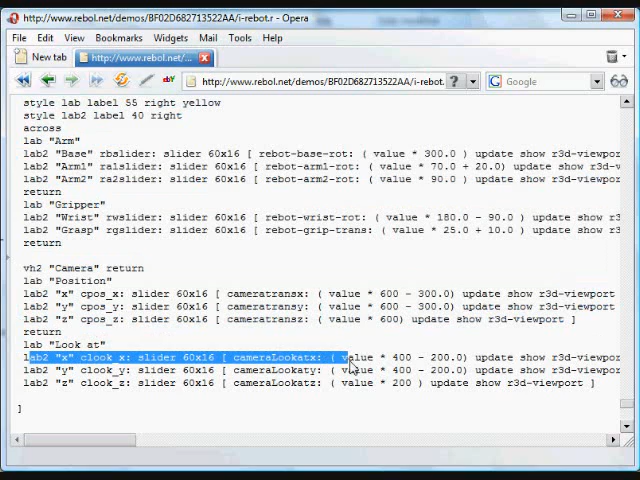 http://www.rebol.net/demos/BF02D682713522AA/i-rebot.r - Opera
File Edit View Bookmarks Widgets Mail Tools Help
New tab http://www.rebol.net/...
http://www.rebol.net/demos/BF02D682713522AA/i-rebot. ? Google
style lab label 55 right yellow
style lab2 label 40 right
across
lab "Arm"
lab2 "Base" rbslider: slider 60x16 [ rebot-base-rot: ( value * 300.0 ) update show r3d-viewport
lab2 "Arm1" ra1slider: slider 60x16 [ rebot-arm1-rot: ( value * 70.0 + 20.0) update show r3d-v
lab2 "Arm2" ra2slider: slider 60x16 [ rebot-arm2-rot: ( value * 90.0 ) update show r3d-viewpor
return
lab "Gripper"
lab2 "Wrist" rwslider: slider 60x16 [ rebot-wrist-rot: ( value * 180.0 - 90.0 ) update show r3
lab2 "Grasp" rgslider: slider 60x16 [ rebot-grip-trans: ( value * 25.0 + 10.0 ) update show r3
return
vh2 "Camera" return
lab "Position"
lab2 "x" cpos_x: slider 60x16 [ cameratransx: ( value * 600 - 300.0) update show r3d-viewport
lab2 "y" cpos_y: slider 60x16 [ cameratransy: ( value * 600 - 300.0) update show r3d-viewport
lab2 "z" cpos_z: slider 60x16 [ cameratransz: ( value * 600) update show r3d-viewport ]
return
lab "Look at"
lab2 "x" clook_x: slider 60x16 [ cameraLookatx: ( value * 400 - 200.0) update show r3d-viewpor
lab2 "y" clook_y: slider 60x16 [ cameraLookaty: ( value * 400 - 200.0) update show r3d-viewpor
lab2 "z" clook_z: slider 60x16 [ cameraLookatz: ( value * 200 ) update show r3d-viewport ]
]